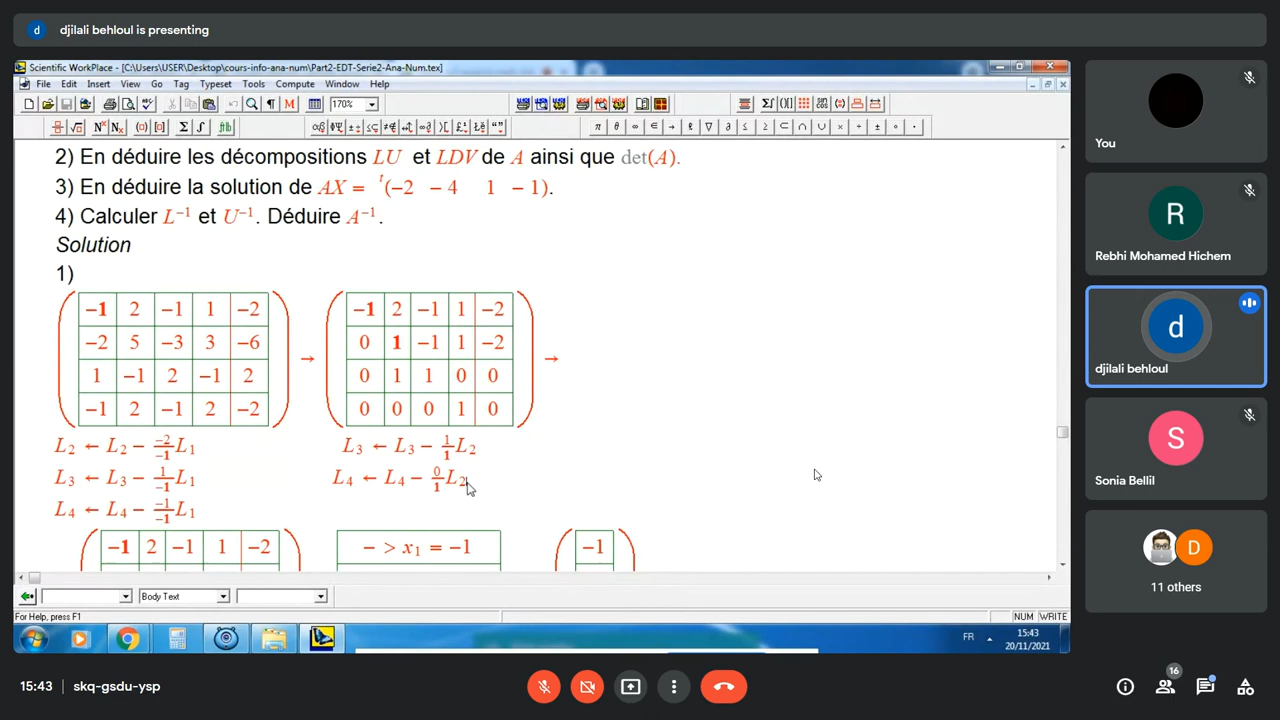 d djilali behloul is presenting
Scientific WorkPlace - [C:\Users\USER\Desktop\cours-info-ana-num\Part2-EDT-Serie2-Ana-Num.tex]
File Edit Insert View Go Tag Typeset Tools Compute Window Help
170%
2) En déduire les décompositions LU et LDV de A ainsi que det(A).
3) En déduire la solution de AX = ᵗ(−2 −4 1 −1).
4) Calculer L⁻¹ et U⁻¹. Déduire A⁻¹.
Solution
1)
−1 2 −1 1 −2 −1 2 −1 1 −2
−2 5 −3 3 −6 0 1 −1 1 −2
→ →
1 −1 2 −1 2 0 1 1 0 0
−1 2 −1 2 −2 0 0 0 1 0
L₂ ← L₂ − −2/−1 L₁ L₃ ← L₃ − 1/1 L₂
L₃ ← L₃ − 1/−1 L₁ L₄ ← L₄ − 0/1 L₂
L₄ ← L₄ − −1/−1 L₁
−1 2 −1 1 −2 − > x₁ = −1 −1
Body Text
For Help, press F1 NUM WRITE
FR 15:43
20/11/2021
You
R
Rebhi Mohamed Hichem
d
djilali behloul
S
Sonia Bellil
D
11 others
15:43 skq-gsdu-ysp
16